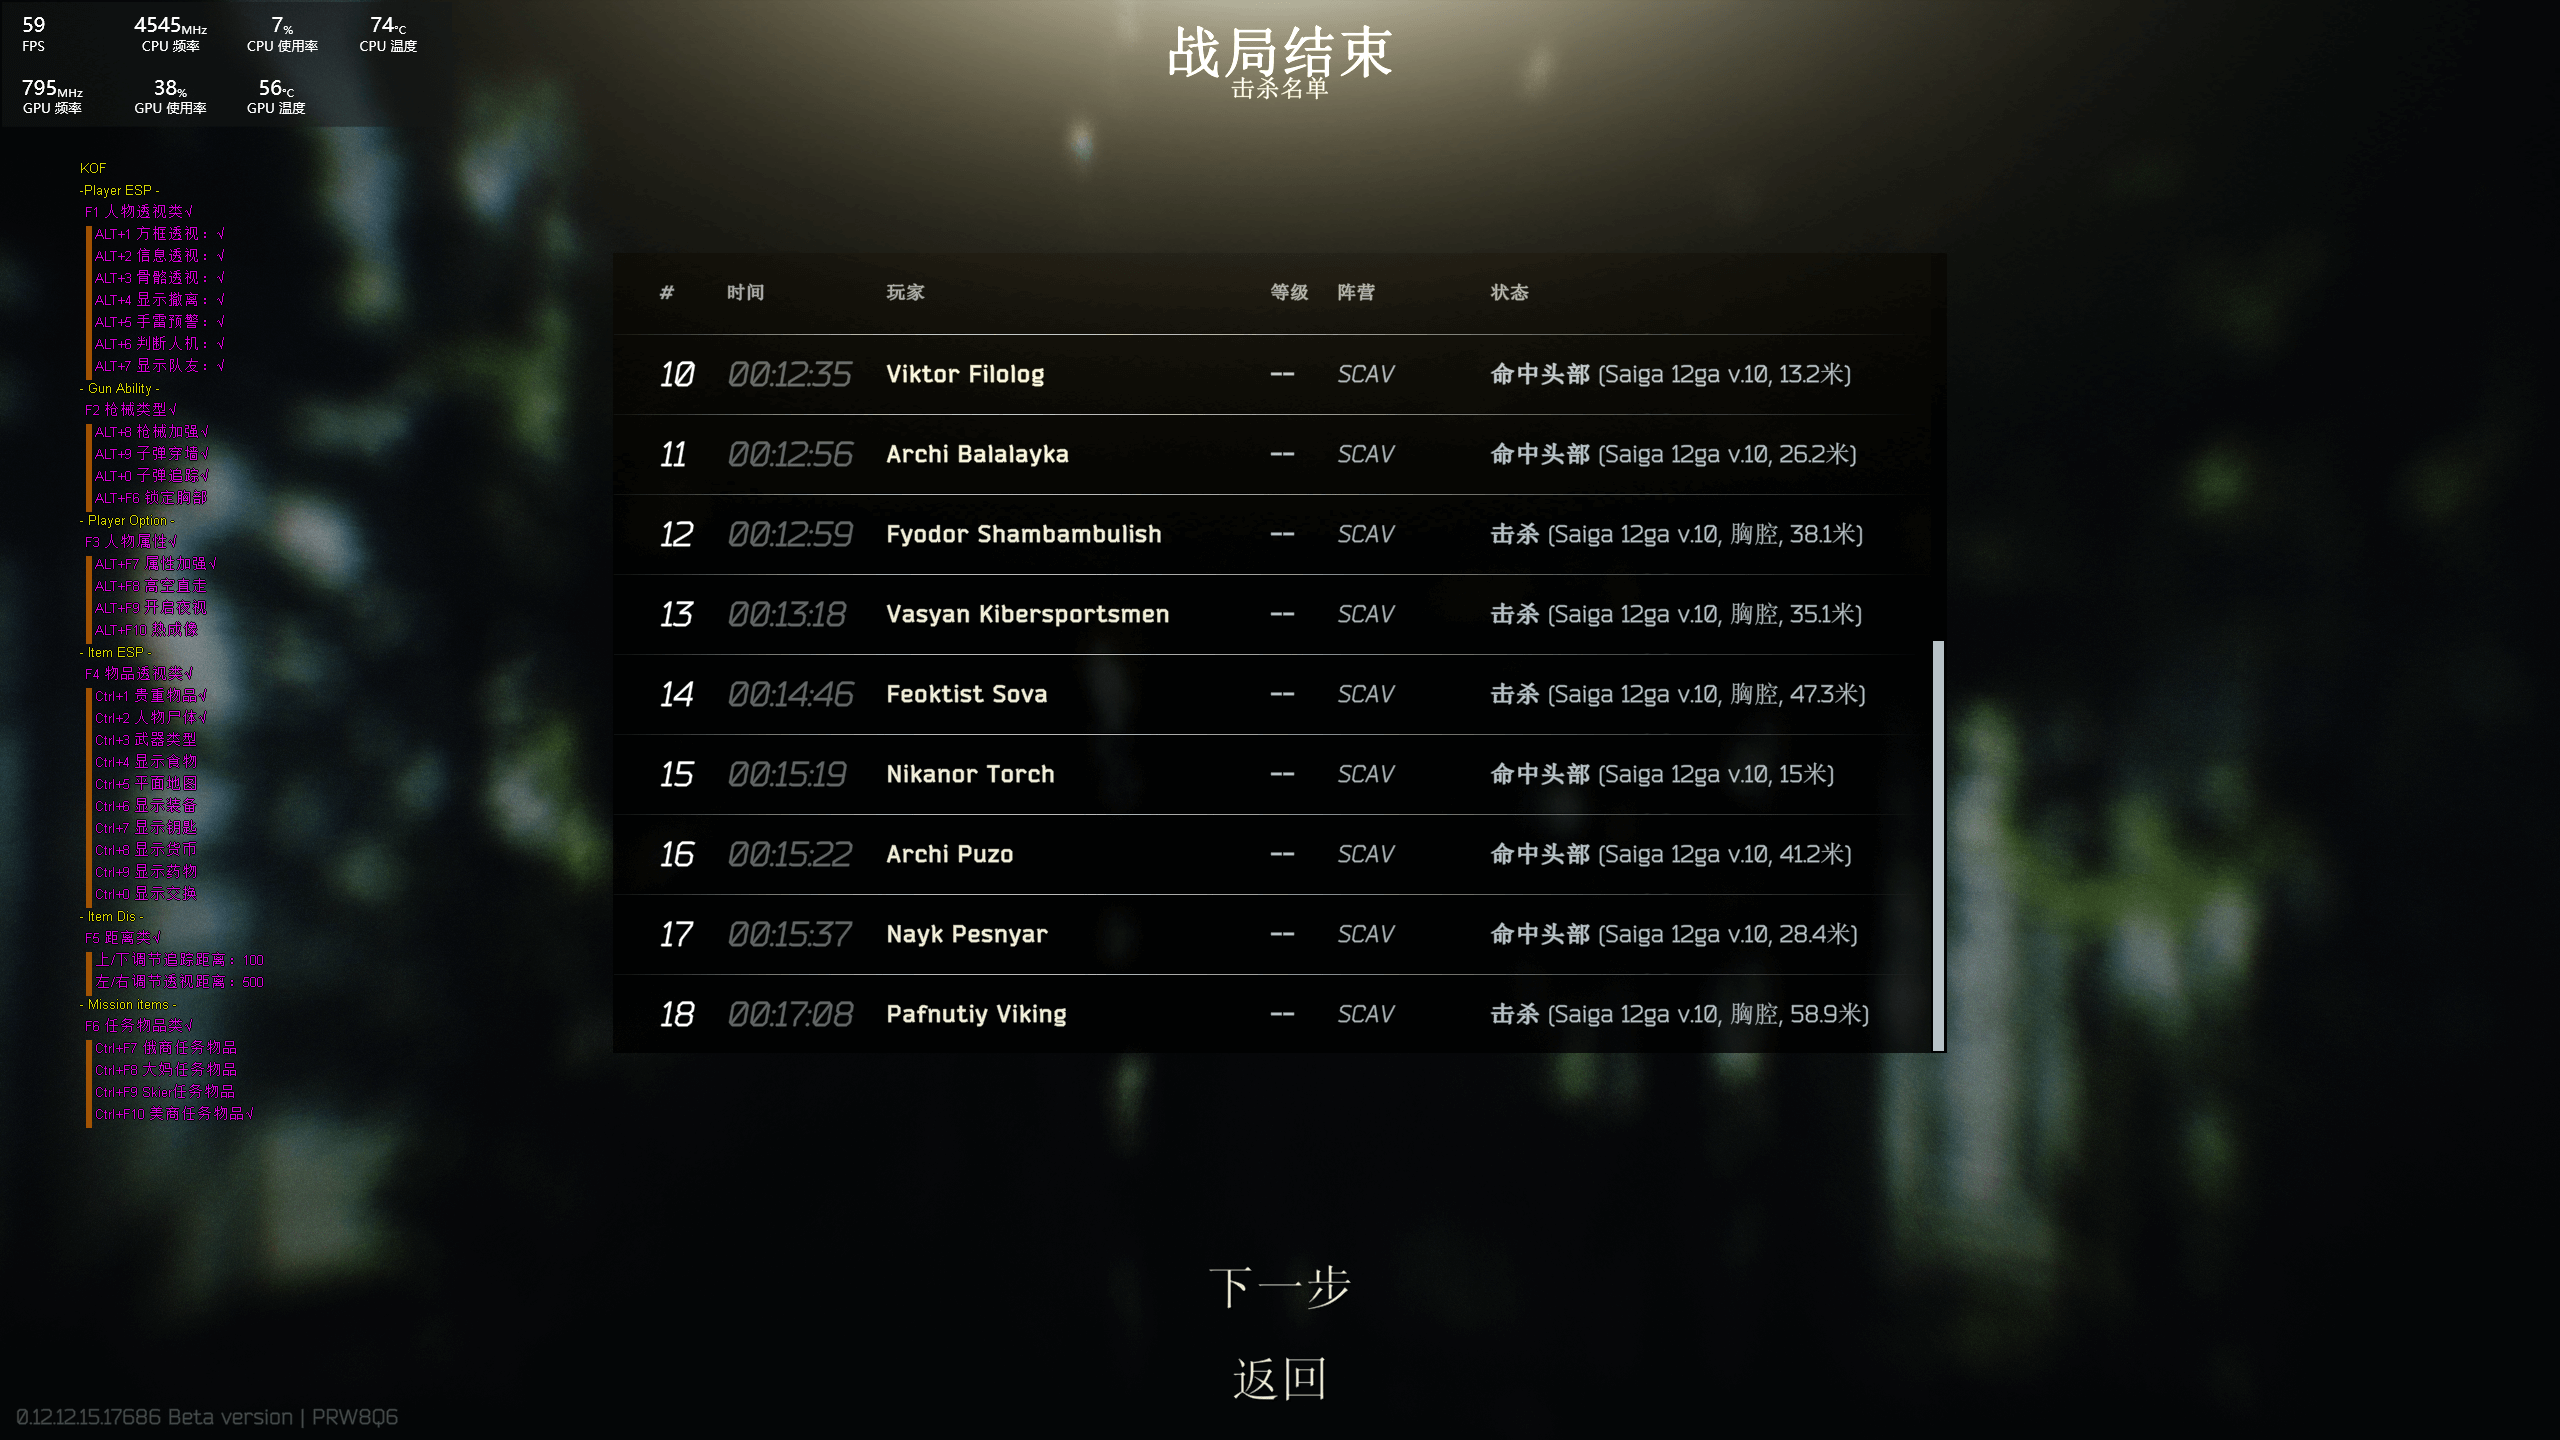 59 4545MHz 7% 74°C
FPS CPU 频率 CPU 使用率 CPU 温度
795MHz 38% 56°C
GPU 频率 GPU 使用率 GPU 温度
战局结束
击杀名单
KOF
-Player ESP -
F1 人物透视类√
ALT+1 方框透视：√
ALT+2 信息透视：√
ALT+3 骨骼透视：√
ALT+4 显示撤离：√
ALT+5 手雷预警：√
ALT+6 判断人机：√
ALT+7 显示队友：√
- Gun Ability -
F2 枪械类型√
ALT+8 枪械加强√
ALT+9 子弹穿墙√
ALT+0 子弹追踪√
ALT+F6 锁定胸部
- Player Option -
F3 人物属性√
ALT+F7 属性加强√
ALT+F8 高空直走
ALT+F9 开启夜视
ALT+F10 热成像
- Item ESP -
F4 物品透视类√
Ctrl+1 贵重物品√
Ctrl+2 人物尸体√
Ctrl+3 武器类型
Ctrl+4 显示食物
Ctrl+5 平面地图
Ctrl+6 显示装备
Ctrl+7 显示钥匙
Ctrl+8 显示货币
Ctrl+9 显示药物
Ctrl+0 显示交换
- Item Dis -
F5 距离类√
上/下调节追踪距离：100
左/右调节透视距离：500
- Mission items -
F6 任务物品类√
Ctrl+F7 俄商任务物品
Ctrl+F8 大妈任务物品
Ctrl+F9 Skier任务物品
Ctrl+F10 美商任务物品√
# 时间 玩家 等级 阵营 状态
10 00:12:35 Viktor Filolog -- SCAV 命中头部 (Saiga 12ga v.10, 13.2米)
11 00:12:56 Archi Balalayka -- SCAV 命中头部 (Saiga 12ga v.10, 26.2米)
12 00:12:59 Fyodor Shambambulish -- SCAV 击杀 (Saiga 12ga v.10, 胸腔, 38.1米)
13 00:13:18 Vasyan Kibersportsmen -- SCAV 击杀 (Saiga 12ga v.10, 胸腔, 35.1米)
14 00:14:46 Feoktist Sova -- SCAV 击杀 (Saiga 12ga v.10, 胸腔, 47.3米)
15 00:15:19 Nikanor Torch -- SCAV 命中头部 (Saiga 12ga v.10, 15米)
16 00:15:22 Archi Puzo -- SCAV 命中头部 (Saiga 12ga v.10, 41.2米)
17 00:15:37 Nayk Pesnyar -- SCAV 命中头部 (Saiga 12ga v.10, 28.4米)
18 00:17:08 Pafnutiy Viking -- SCAV 击杀 (Saiga 12ga v.10, 胸腔, 58.9米)
下一步
返回
0.12.12.15.17686 Beta version | PRW8Q6